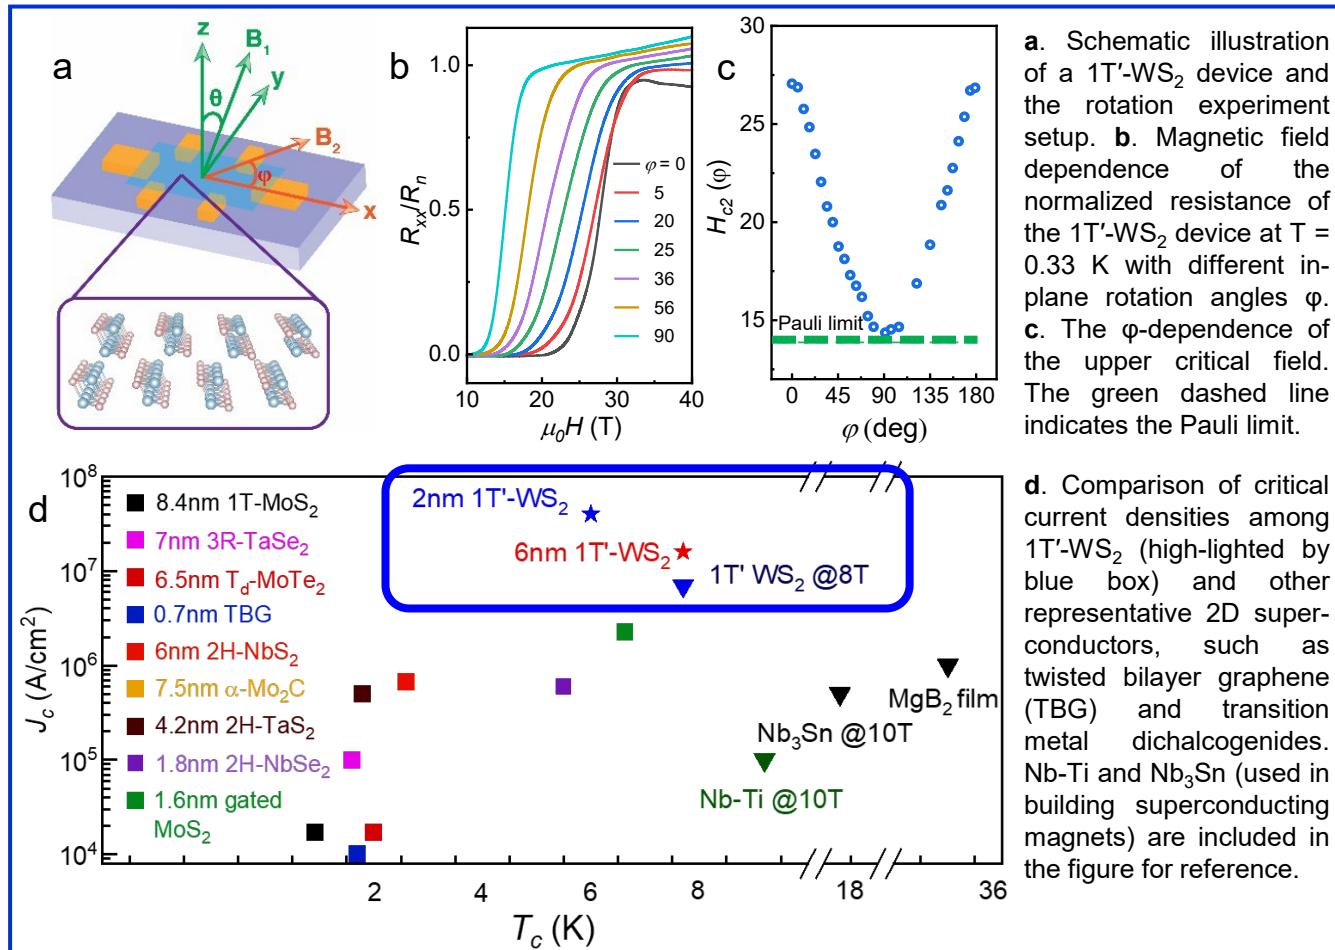 a
z
B1
y
θ
B2
φ
x
b
1.0
0.5
0.0
Rxx/Rn
φ = 0
5
20
25
36
56
90
10
20
30
40
μ0H (T)
c
30
25
20
15
Hc2 (φ)
Pauli limit
0
45
90
135
180
φ (deg)
a. Schematic illustration
of a 1T′-WS2 device and
the rotation experiment
setup. b. Magnetic field
dependence of the
normalized resistance of
the 1T′-WS2 device at T =
0.33 K with different in-
plane rotation angles φ.
c. The φ-dependence of
the upper critical field.
The green dashed line
indicates the Pauli limit.
d
10^8
10^7
10^6
10^5
10^4
Jc (A/cm2)
8.4nm 1T-MoS2
7nm 3R-TaSe2
6.5nm Td-MoTe2
0.7nm TBG
6nm 2H-NbS2
7.5nm α-Mo2C
4.2nm 2H-TaS2
1.8nm 2H-NbSe2
1.6nm gated
MoS2
2nm 1T'-WS2
6nm 1T'-WS2
1T' WS2 @8T
MgB2 film
Nb3Sn @10T
Nb-Ti @10T
2
4
6
8
18
36
Tc (K)
d. Comparison of critical
current densities among
1T′-WS2 (high-lighted by
blue box) and other
representative 2D super-
conductors, such as
twisted bilayer graphene
(TBG) and transition
metal dichalcogenides.
Nb-Ti and Nb3Sn (used in
building superconducting
magnets) are included in
the figure for reference.